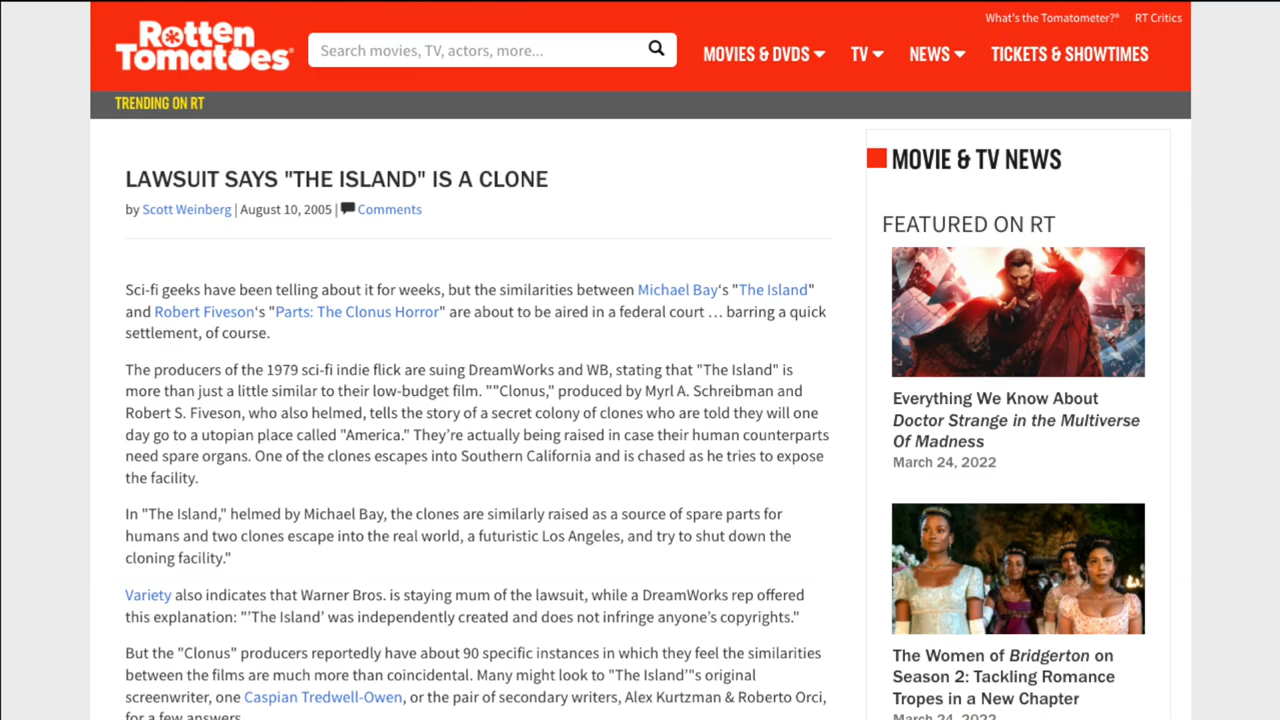 What's the Tomatometer?® RT Critics
Rotten
Tomatoes®
Search movies, TV, actors, more...
MOVIES & DVDS TV NEWS TICKETS & SHOWTIMES
TRENDING ON RT
LAWSUIT SAYS "THE ISLAND" IS A CLONE
by Scott Weinberg | August 10, 2005 | Comments
Sci-fi geeks have been telling about it for weeks, but the similarities between Michael Bay‘s "The Island"
and Robert Fiveson‘s "Parts: The Clonus Horror" are about to be aired in a federal court … barring a quick
settlement, of course.
The producers of the 1979 sci-fi indie flick are suing DreamWorks and WB, stating that "The Island" is
more than just a little similar to their low-budget film. ""Clonus," produced by Myrl A. Schreibman and
Robert S. Fiveson, who also helmed, tells the story of a secret colony of clones who are told they will one
day go to a utopian place called "America." They’re actually being raised in case their human counterparts
need spare organs. One of the clones escapes into Southern California and is chased as he tries to expose
the facility.
In "The Island," helmed by Michael Bay, the clones are similarly raised as a source of spare parts for
humans and two clones escape into the real world, a futuristic Los Angeles, and try to shut down the
cloning facility."
Variety also indicates that Warner Bros. is staying mum of the lawsuit, while a DreamWorks rep offered
this explanation: "’The Island’ was independently created and does not infringe anyone’s copyrights."
But the "Clonus" producers reportedly have about 90 specific instances in which they feel the similarities
between the films are much more than coincidental. Many might look to "The Island"'s original
screenwriter, one Caspian Tredwell-Owen, or the pair of secondary writers, Alex Kurtzman & Roberto Orci,
for a few answers.
MOVIE & TV NEWS
FEATURED ON RT
Everything We Know About
Doctor Strange in the Multiverse
Of Madness
March 24, 2022
The Women of Bridgerton on
Season 2: Tackling Romance
Tropes in a New Chapter
March 24, 2022